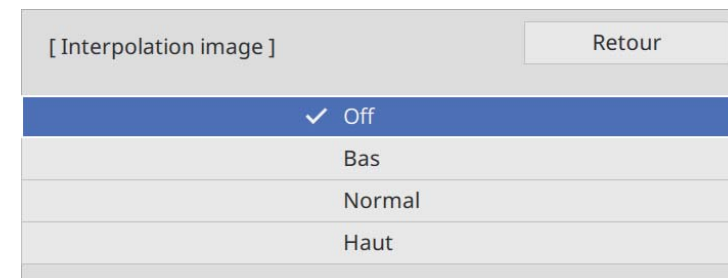 [ Interpolation image ]
Retour
Off
Bas
Normal
Haut